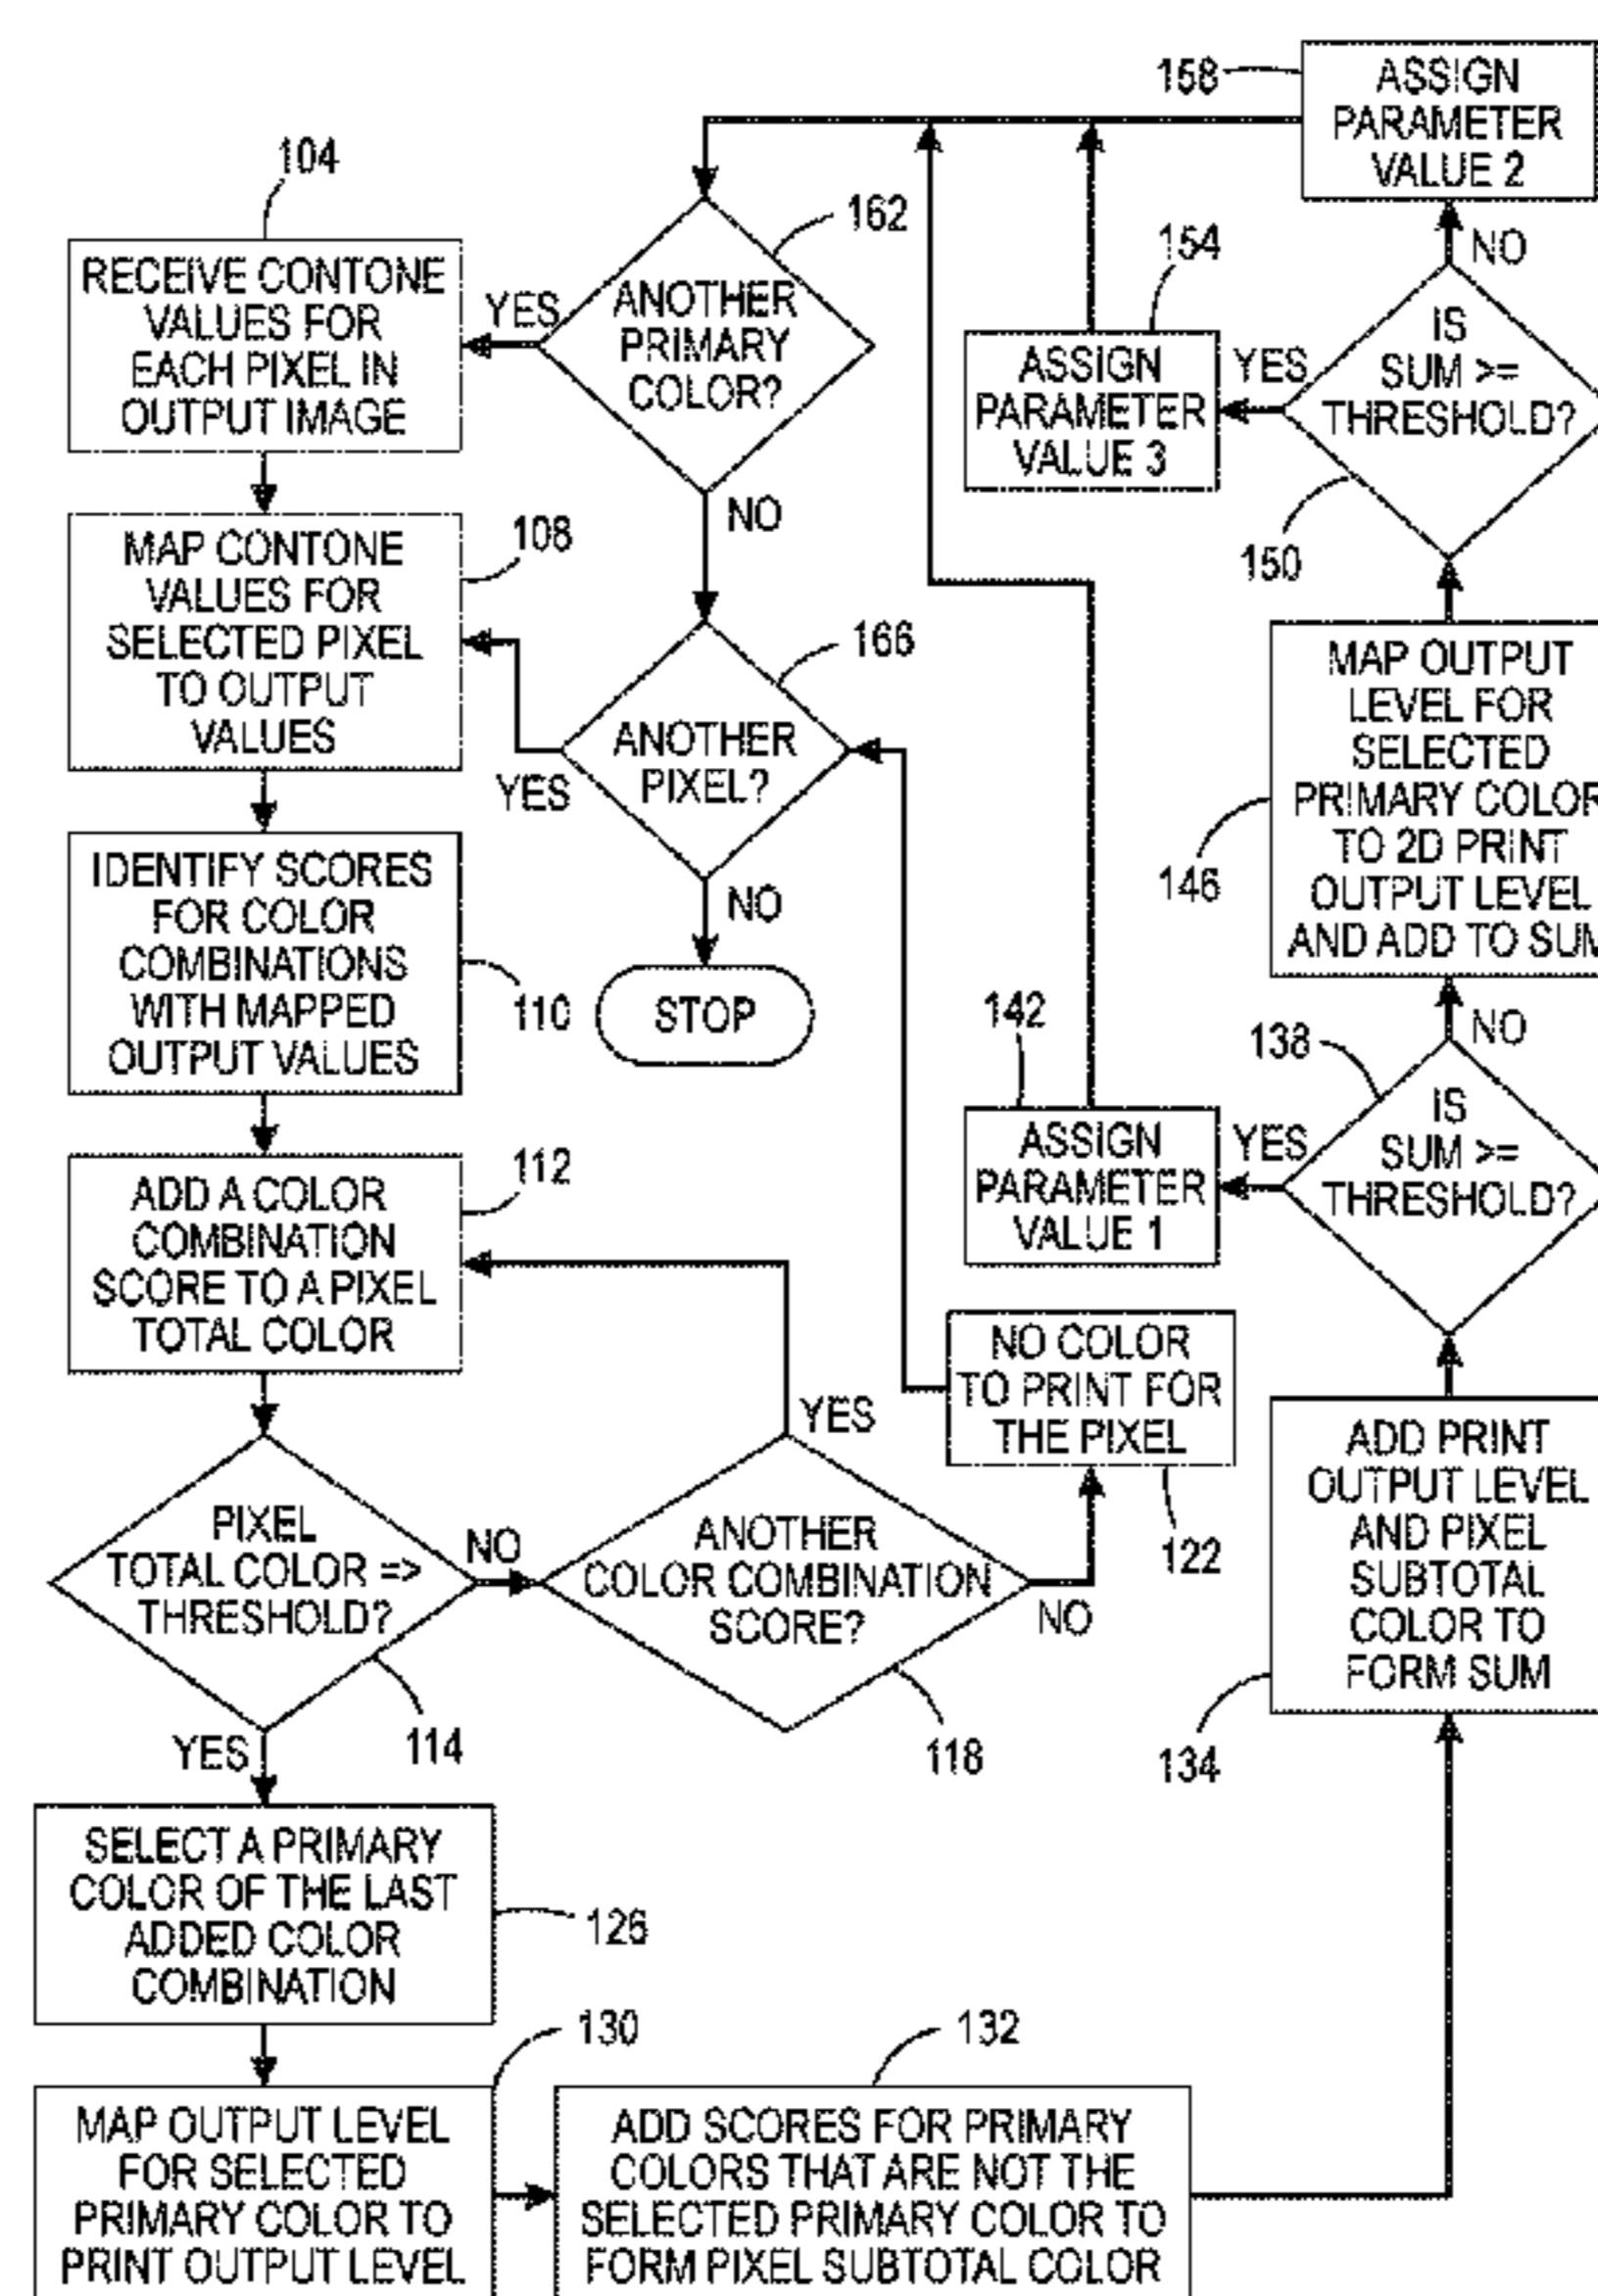 104
RECEIVE CONTONE
VALUES FOR
EACH PIXEL IN
OUTPUT IMAGE
108
MAP CONTONE
VALUES FOR
SELECTED PIXEL
TO OUTPUT
VALUES
110
IDENTIFY SCORES
FOR COLOR
COMBINATIONS
WITH MAPPED
OUTPUT VALUES
112
ADD A COLOR
COMBINATION
SCORE TO A PIXEL
TOTAL COLOR
PIXEL
TOTAL COLOR =>
THRESHOLD?
114
NO
YES
ANOTHER
COLOR COMBINATION
SCORE?
118
YES
NO
NO COLOR
TO PRINT FOR
THE PIXEL
122
SELECT A PRIMARY
COLOR OF THE LAST
ADDED COLOR
COMBINATION
126
130
MAP OUTPUT LEVEL
FOR SELECTED
PRIMARY COLOR TO
PRINT OUTPUT LEVEL
132
ADD SCORES FOR PRIMARY
COLORS THAT ARE NOT THE
SELECTED PRIMARY COLOR TO
FORM PIXEL SUBTOTAL COLOR
134
ADD PRINT
OUTPUT LEVEL
AND PIXEL
SUBTOTAL
COLOR TO
FORM SUM
138
IS
SUM >=
THRESHOLD?
YES
NO
142
ASSIGN
PARAMETER
VALUE 1
146
MAP OUTPUT
LEVEL FOR
SELECTED
PRIMARY COLOR
TO 2D PRINT
OUTPUT LEVEL
AND ADD TO SUM
150
IS
SUM >=
THRESHOLD?
YES
NO
154
ASSIGN
PARAMETER
VALUE 3
158
ASSIGN
PARAMETER
VALUE 2
162
ANOTHER
PRIMARY
COLOR?
YES
NO
166
ANOTHER
PIXEL?
YES
NO
STOP